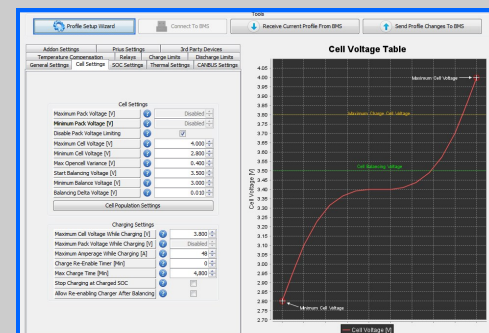 Tools
Profile Setup Wizard
Connect To BMS
Receive Current Profile From BMS
Send Profile Changes To BMS
Addon Settings
Prius Settings
3rd Party Devices
Temperature Compensation
Relays
Charge Limits
Discharge Limits
General Settings
Cell Settings
SOC Settings
Thermal Settings
CANBUS Settings
Cell Settings
Maximum Pack Voltage [V] Disabled
Minimum Pack Voltage [V] Disabled
Disable Pack Voltage Limiting
Maximum Cell Voltage [V] 4.000
Minimum Cell Voltage [V] 2.800
Max Opencell Variance [V] 0.400
Start Balancing Voltage [V] 3.500
Minimum Balance Voltage [V] 3.000
Balancing Delta Voltage [V] 0.010
Cell Population Settings
Charging Settings
Maximum Cell Voltage While Charging [V] 3.800
Maximum Pack Voltage While Charging [V] Disabled
Maximum Amperage While Charging [A] 48
Charge Re-Enable Timer [Min] 0
Max Charge Time [Min] 4,800
Stop Charging at Charged SOC
Allow Re-enabling Charger After Balancing
Cell Voltage Table
Cell Voltage [V]
4.05
4.00
3.95
3.90
3.85
3.80
3.75
3.70
3.65
3.60
3.55
3.50
3.45
3.40
3.35
3.30
3.25
3.20
3.15
3.10
3.05
3.00
2.95
2.90
2.85
2.80
2.75
2.70
Maximum Cell Voltage
Maximum Charge Cell Voltage
Cell Balancing Voltage
Minimum Cell Voltage
Cell Voltage [V]